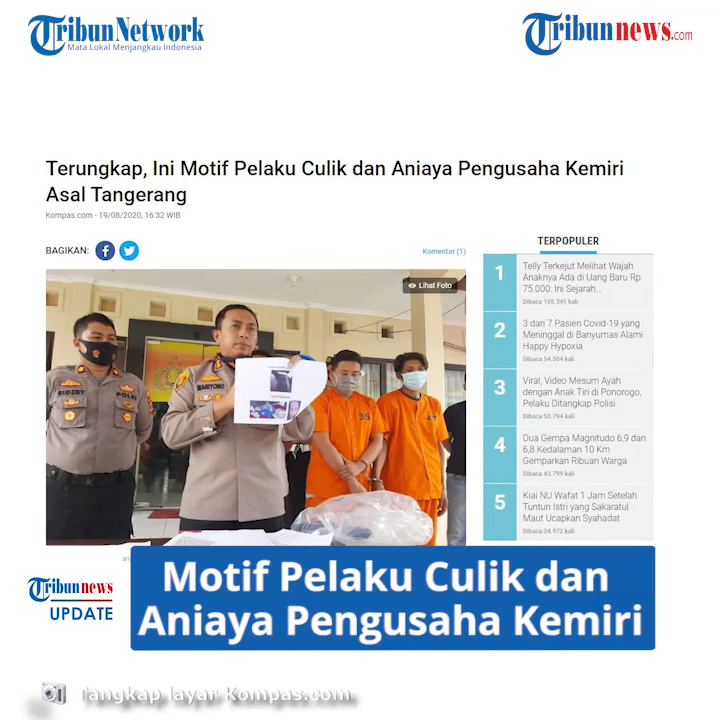 TribunNetwork
Mata Lokal Menjangkau Indonesia
Tribunnews.com
Terungkap, Ini Motif Pelaku Culik dan Aniaya Pengusaha Kemiri
Asal Tangerang
Kompas.com - 19/08/2020, 16:32 WIB
BAGIKAN:
Komentar (1)
Lihat Foto
RIDZKY
POLRI
MARIYONO
35
TERPOPULER
1
Telly Terkejut Melihat Wajah
Anaknya Ada di Uang Baru Rp
75.000: Ini Sejarah...
Dibaca 165.341 kali
2
3 dari 7 Pasien Covid-19 yang
Meninggal di Banyumas Alami
Happy Hypoxia
Dibaca 54.504 kali
3
Viral, Video Mesum Ayah
dengan Anak Tiri di Ponorogo,
Pelaku Ditangkap Polisi
Dibaca 50.794 kali
4
Dua Gempa Magnitudo 6,9 dan
6,8 Kedalaman 10 Km
Gemparkan Ribuan Warga
Dibaca 43.799 kali
5
Kiai NU Wafat 1 Jam Setelah
Tuntun Istri yang Sakaratul
Maut Ucapkan Syahadat
Dibaca 24.972 kali
Tribunnews
UPDATE
Motif Pelaku Culik dan
Aniaya Pengusaha Kemiri
Tangkap layar Kompas.com